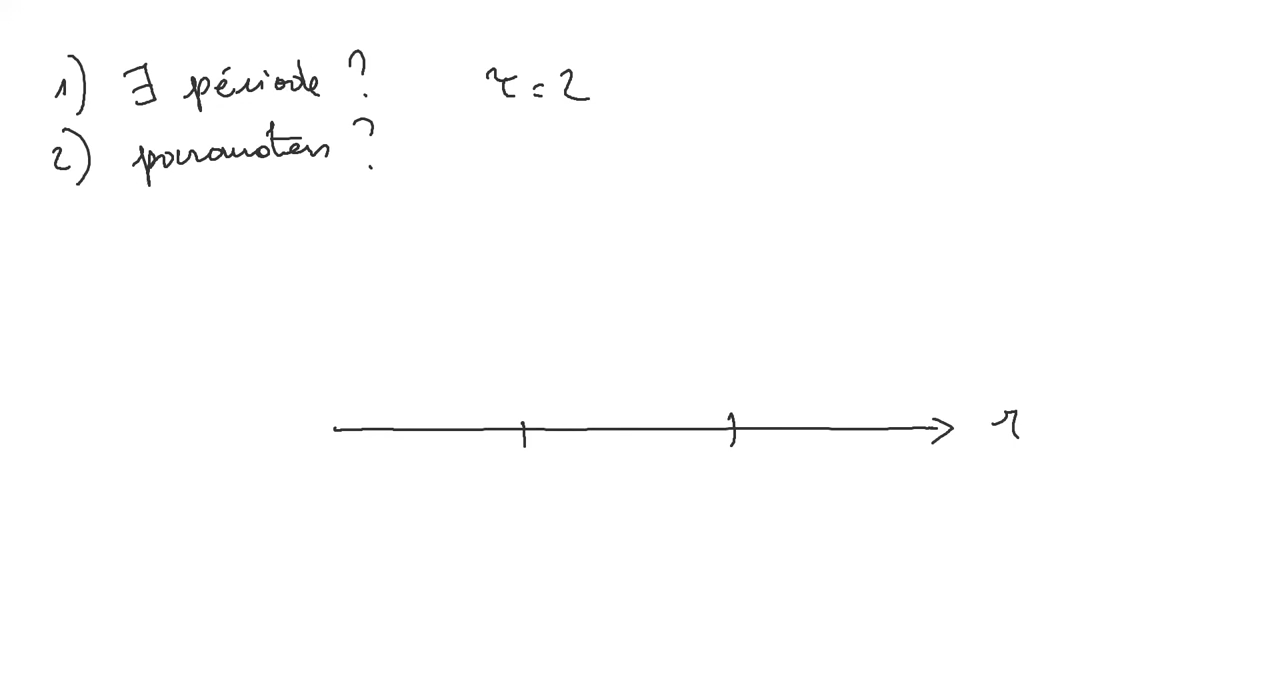 1) ∃ période ? τ = 2
2) paramètres ?
r